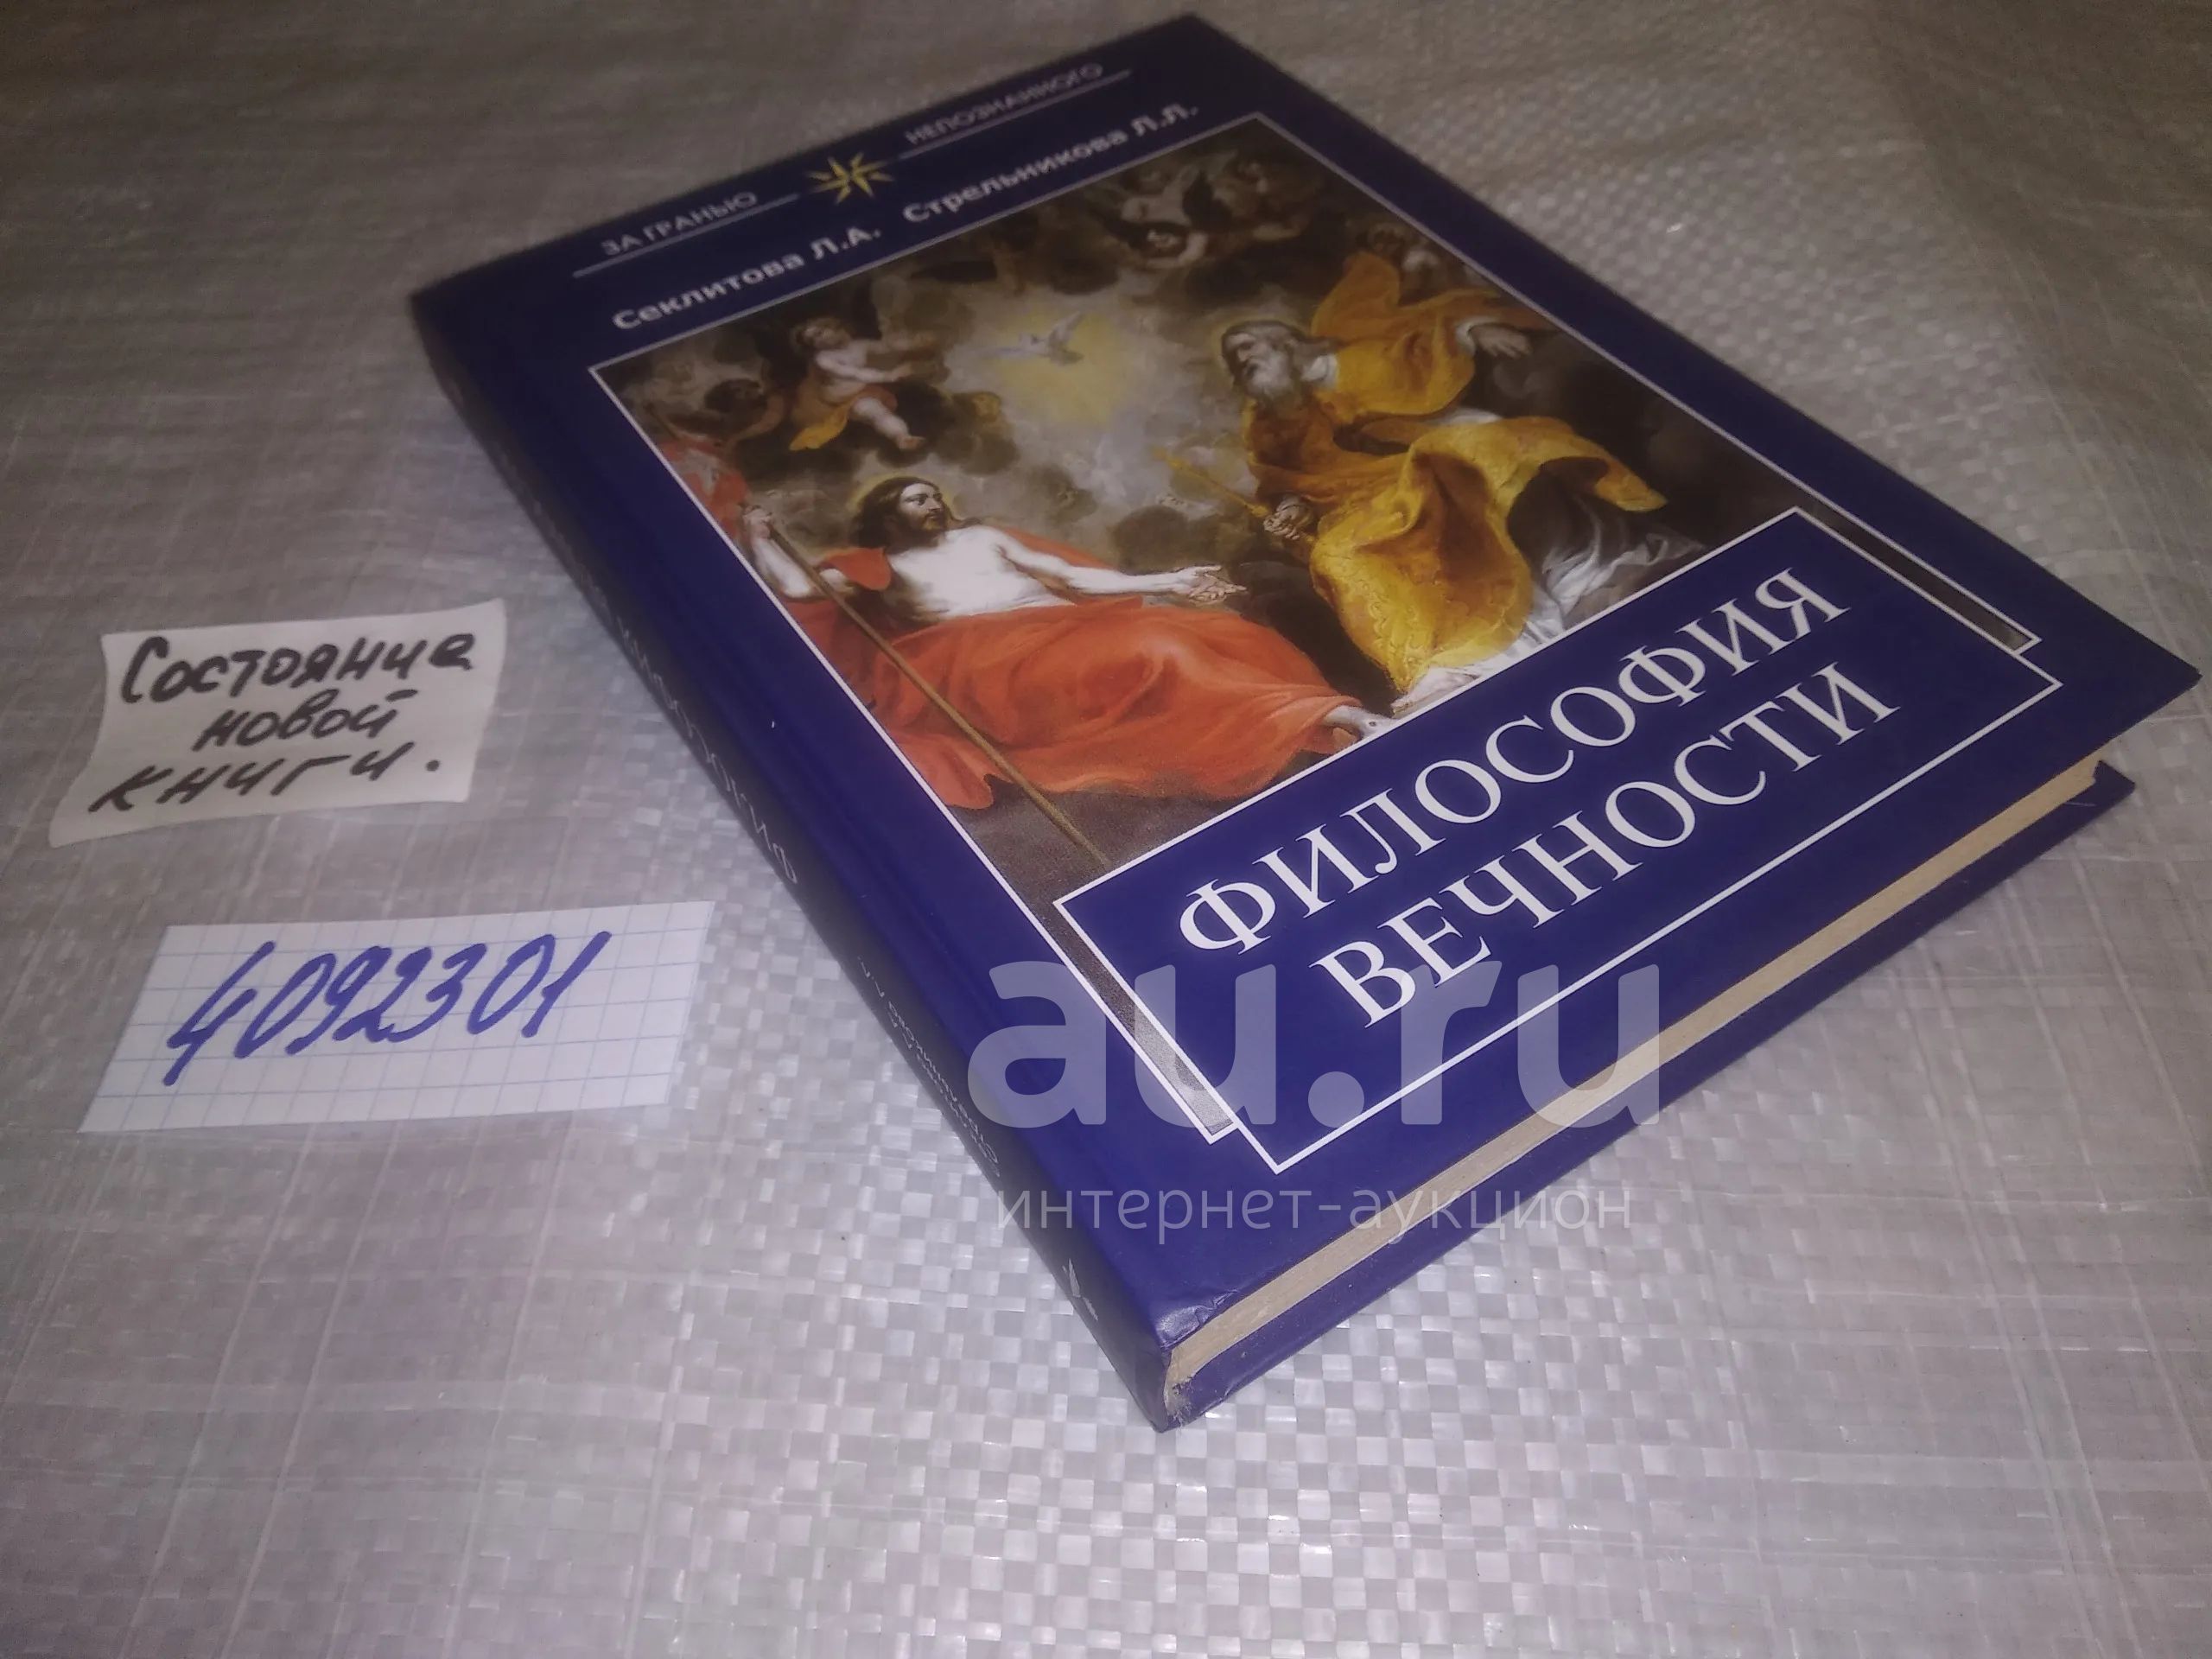 ЗА ГРАНЬЮ НЕПОЗНАННОГО
Секлитова Л.А. Стрельникова Л.Л.
ФИЛОСОФИЯ
ВЕЧНОСТИ
Состояние
новой
книги.
4092301
au.ru
интернет-аукцион